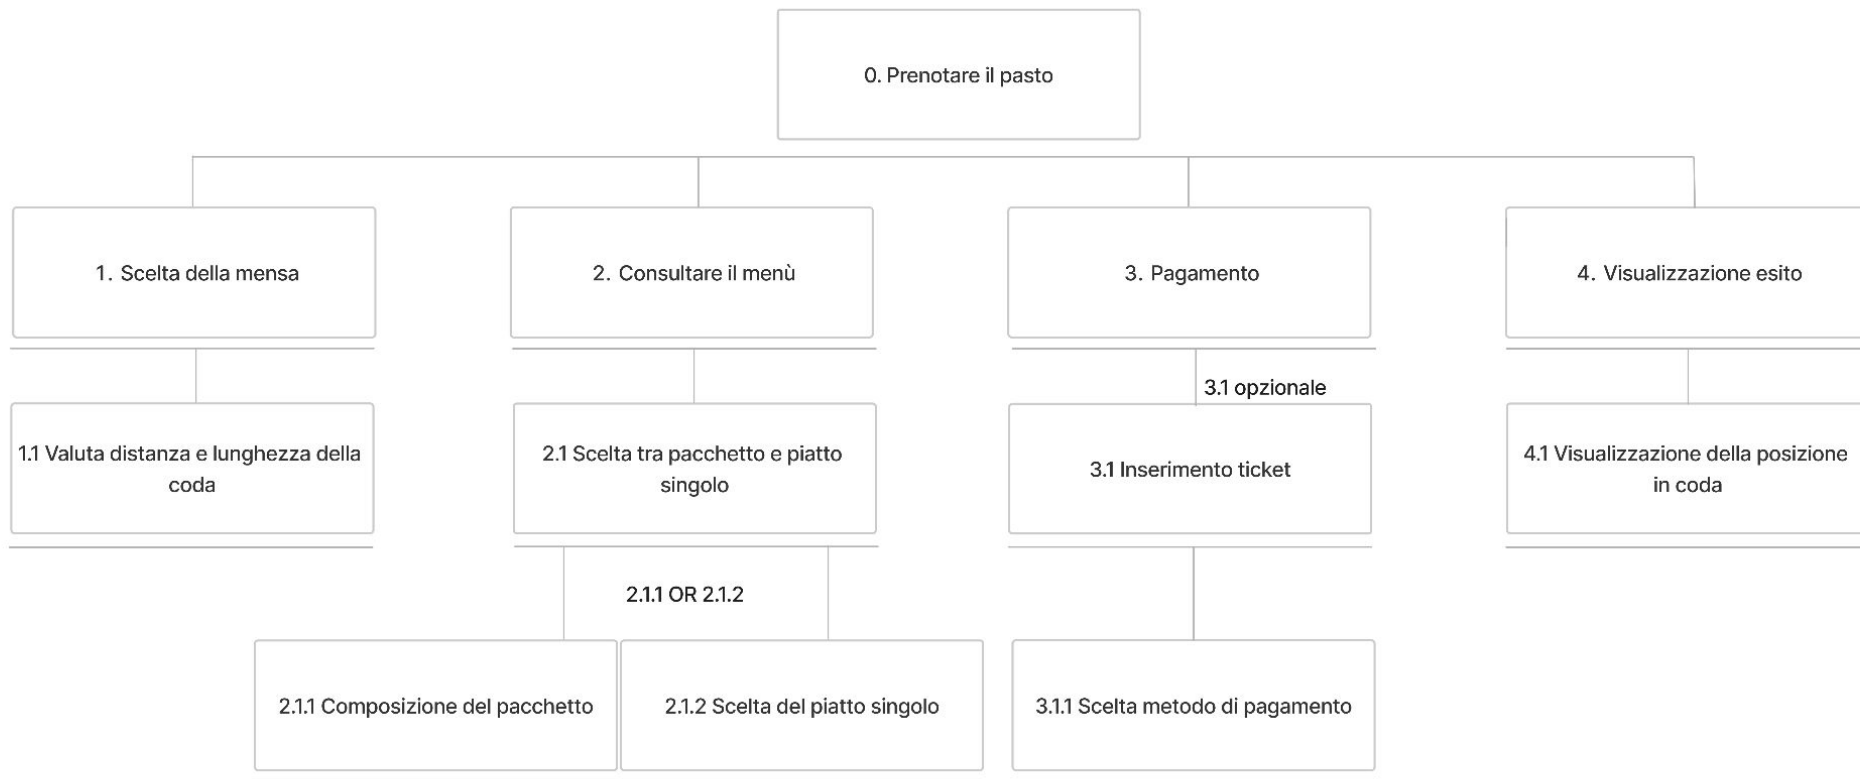 0. Prenotare il pasto
1. Scelta della mensa
2. Consultare il menù
3. Pagamento
4. Visualizzazione esito
3.1 opzionale
1.1 Valuta distanza e lunghezza della
coda
2.1 Scelta tra pacchetto e piatto
singolo
3.1 Inserimento ticket
4.1 Visualizzazione della posizione
in coda
2.1.1 OR 2.1.2
2.1.1 Composizione del pacchetto
2.1.2 Scelta del piatto singolo
3.1.1 Scelta metodo di pagamento